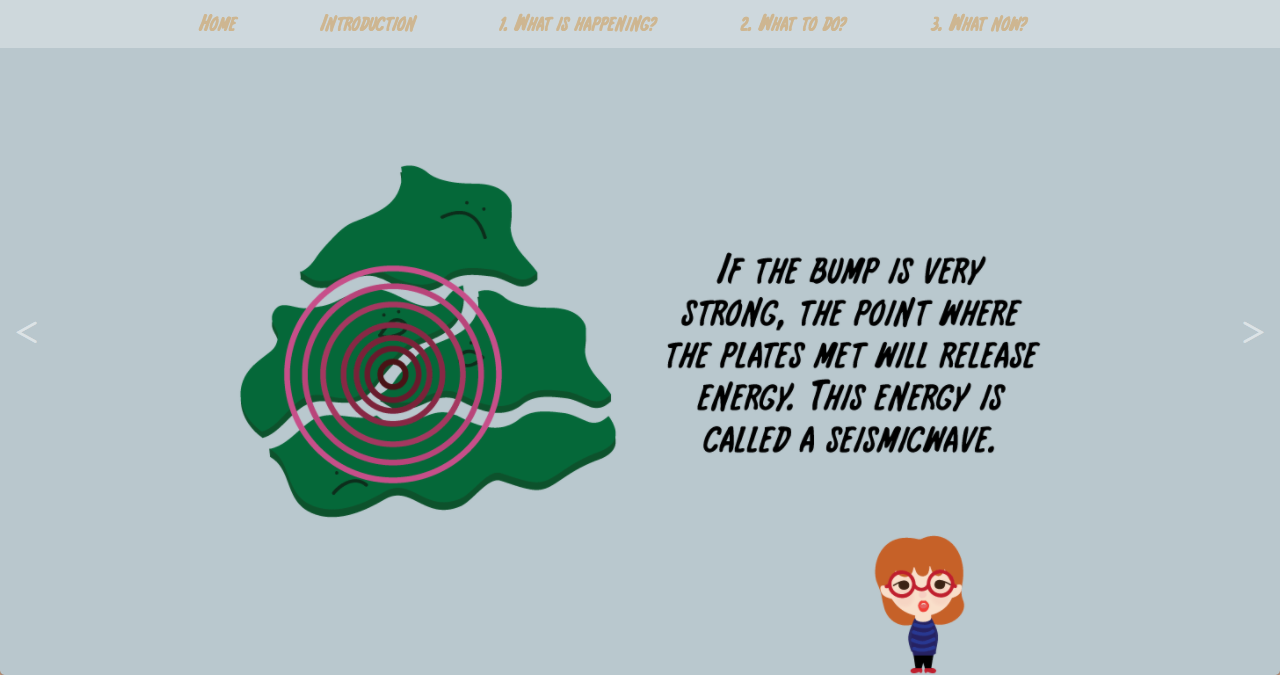 Home Introduction 1. What is happening? 2. What to do? 3. What now?
If the bump is very
strong, the point where
the plates met will release
energy. This energy is
called a seismicwave.